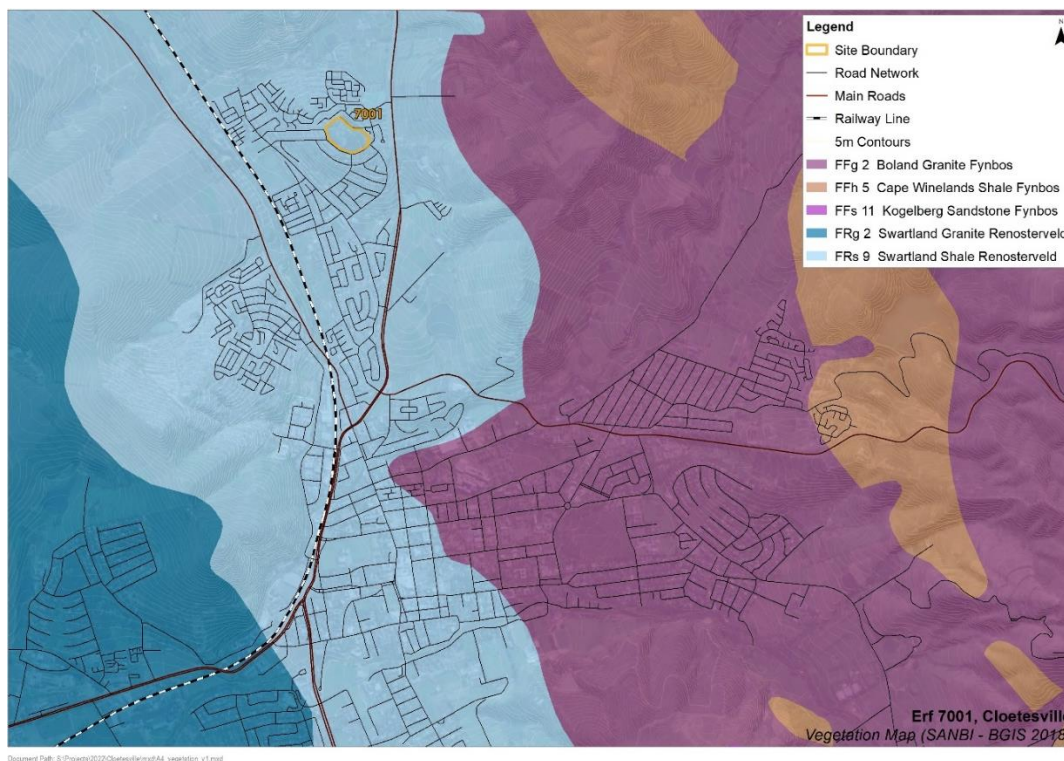 Legend
N
Site Boundary
Road Network
Main Roads
Railway Line
5m Contours
FFg 2 Boland Granite Fynbos
FFh 5 Cape Winelands Shale Fynbos
FFs 11 Kogelberg Sandstone Fynbos
FRg 2 Swartland Granite Renosterveld
FRs 9 Swartland Shale Renosterveld
7001
Erf 7001, Cloetesville
Vegetation Map (SANBI - BGIS 2018)